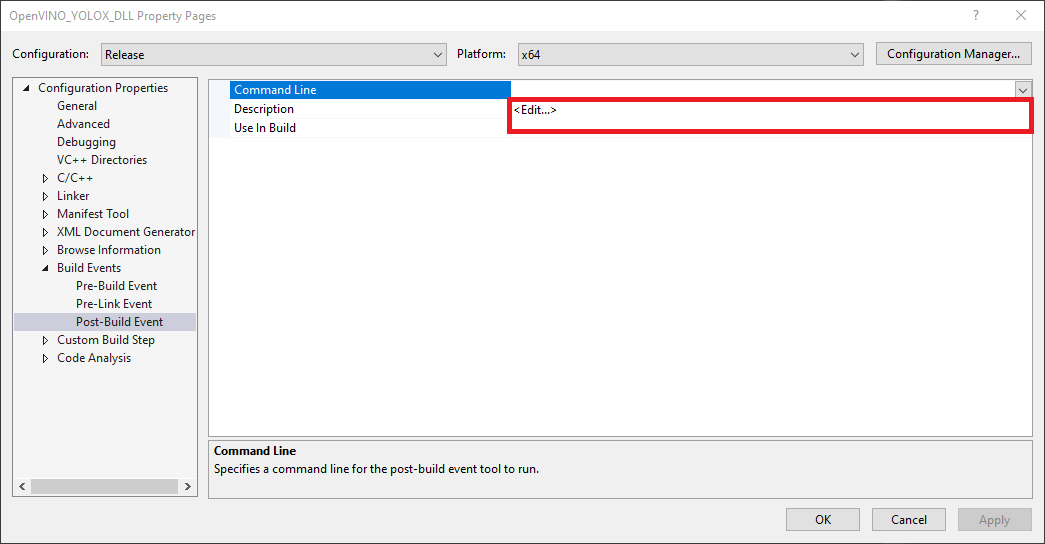 OpenVINO_YOLOX_DLL Property Pages
Configuration: Release Platform: x64 Configuration Manager...
Configuration Properties
General
Advanced
Debugging
VC++ Directories
C/C++
Linker
Manifest Tool
XML Document Generator
Browse Information
Build Events
Pre-Build Event
Pre-Link Event
Post-Build Event
Custom Build Step
Code Analysis
Command Line
Description
<Edit...>
Use In Build
Command Line
Specifies a command line for the post-build event tool to run.
OK Cancel Apply